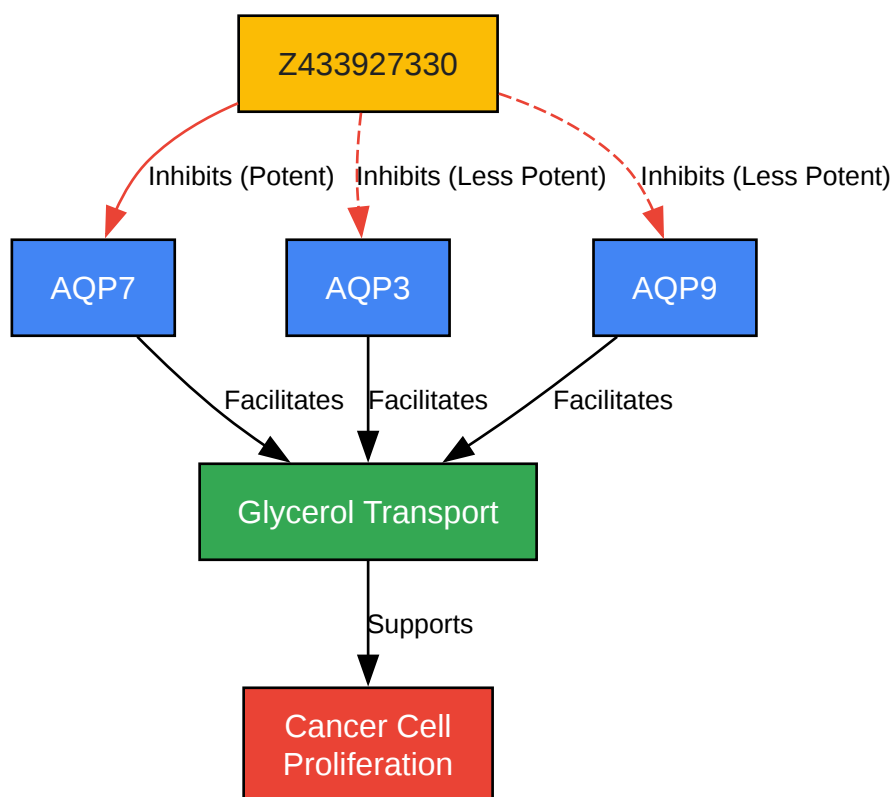 Z433927330
Inhibits (Potent)
Inhibits (Less Potent)
Inhibits (Less Potent)
AQP7
AQP3
AQP9
Facilitates
Facilitates
Facilitates
Glycerol Transport
Supports
Cancer Cell
Proliferation